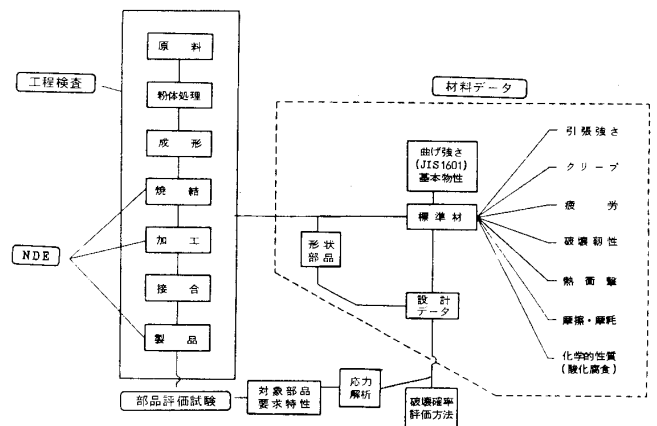 工程検査
原料
粉体処理
成形
焼結
加工
接合
製品
NDE
部品評価試験
対象部品
要求特性
応力
解析
破壊確率
評価方法
形状
部品
設計
データ
標準材
曲げ強さ
(JIS1601)
基本物性
材料データ
引張強さ
クリープ
疲労
破壊靱性
熱衝撃
摩擦・摩耗
化学的性質
(酸化腐食)